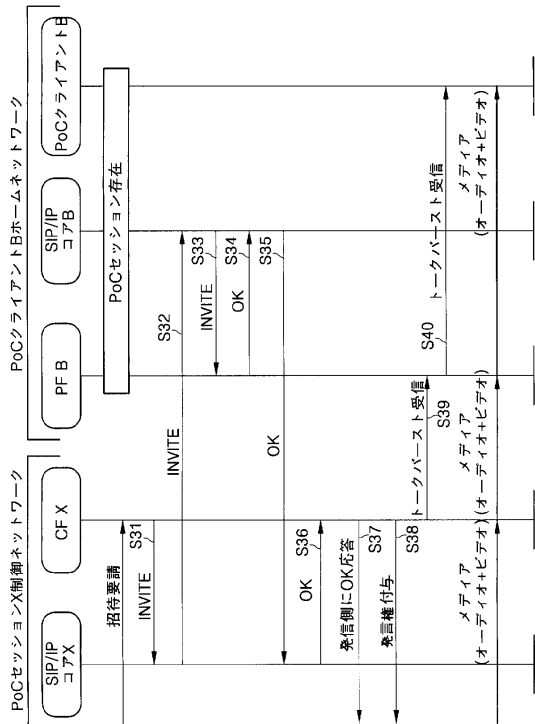 PoCセッションX制御ネットワーク
PoCクライアントBホームネットワーク
SIP/IP
コアX
CF X
PF B
SIP/IP
コアB
PoCクライアントB
PoCセッション存在
招待要請
S31
INVITE
S32
INVITE
S33
INVITE
S34
OK
S35
OK
S36
OK
S37
発信側にOK応答
S38
発言権付与
S39
トークバースト受信
S40
トークバースト受信
メディア
(オーディオ+ビデオ)
メディア
(オーディオ+ビデオ)
メディア
(オーディオ+ビデオ)